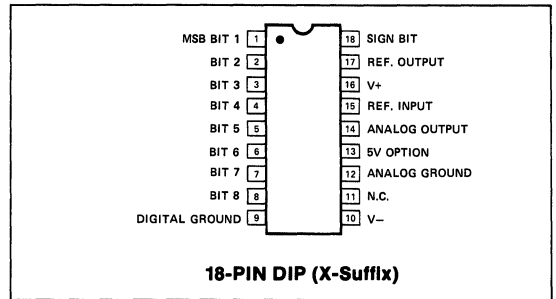 MSB BIT 1 1 18 SIGN BIT
BIT 2 2 17 REF. OUTPUT
BIT 3 3 16 V+
BIT 4 4 15 REF. INPUT
BIT 5 5 14 ANALOG OUTPUT
BIT 6 6 13 5V OPTION
BIT 7 7 12 ANALOG GROUND
BIT 8 8 11 N.C.
DIGITAL GROUND 9 10 V–
18-PIN DIP (X-Suffix)